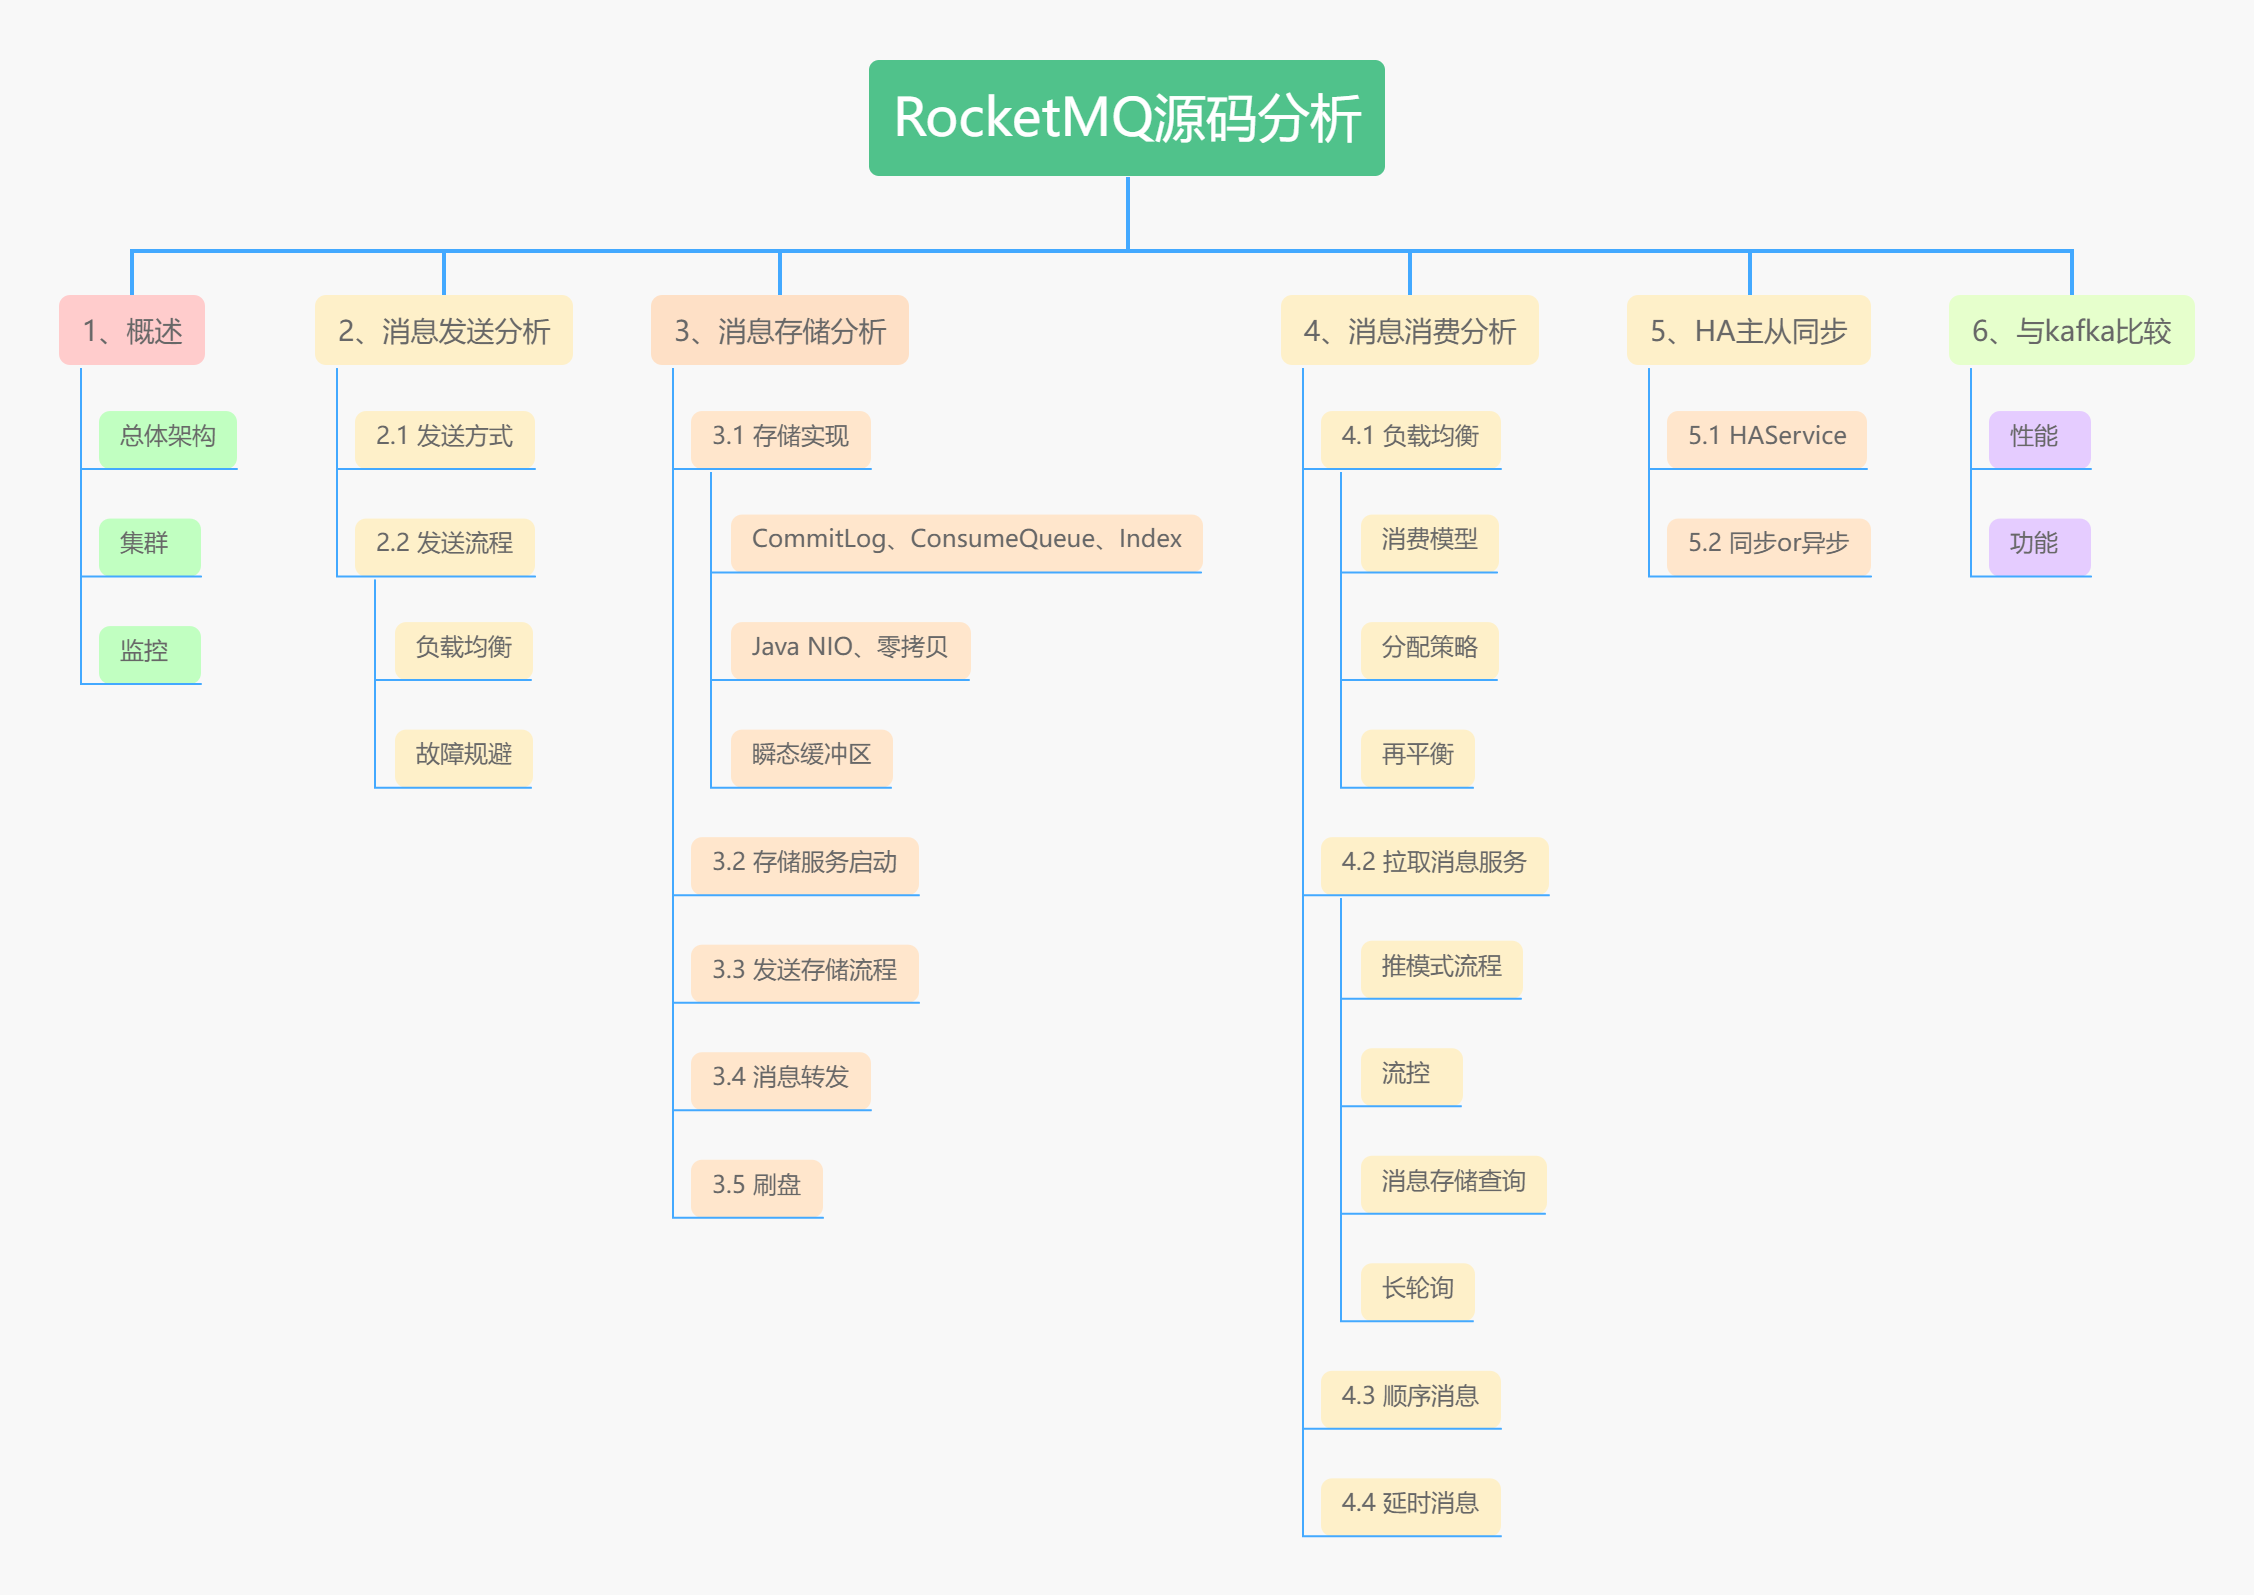 RocketMQ源码分析
1、概述
总体架构
集群
监控
2、消息发送分析
2.1 发送方式
2.2 发送流程
负载均衡
故障规避
3、消息存储分析
3.1 存储实现
CommitLog、ConsumeQueue、Index
Java NIO、零拷贝
瞬态缓冲区
3.2 存储服务启动
3.3 发送存储流程
3.4 消息转发
3.5 刷盘
4、消息消费分析
4.1 负载均衡
消费模型
分配策略
再平衡
4.2 拉取消息服务
推模式流程
流控
消息存储查询
长轮询
4.3 顺序消息
4.4 延时消息
5、HA主从同步
5.1 HAService
5.2 同步or异步
6、与kafka比较
性能
功能